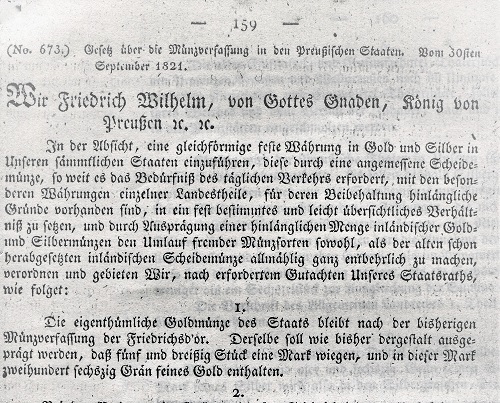 — 159 —
(No. 673.) Gesetz über die Münzverfassung in den Preußischen Staaten. Vom 30sten
September 1821.
Wir Friedrich Wilhelm, von Gottes Gnaden, König von
Preußen ꝛc. ꝛc.
In der Absicht, eine gleichförmige feste Währung in Gold und Silber in
Unseren sämmtlichen Staaten einzuführen, diese durch eine angemessene Scheide-
münze, so weit es das Bedürfniß des täglichen Verkehrs erfordert, mit den beson-
deren Währungen einzelner Landestheile, für deren Beibehaltung hinlängliche
Gründe vorhanden sind, in ein fest bestimmtes und leicht übersichtliches Verhält-
niß zu setzen, und durch Ausprägung einer hinlänglichen Menge inländischer Gold-
und Silbermünzen den Umlauf fremder Münzsorten sowohl, als der alten schon
herabgesetzten inländischen Scheidemünze allmählig ganz entbehrlich zu machen,
verordnen und gebieten Wir, nach erfordertem Gutachten Unseres Staatsraths,
wie folget:
1.
Die eigenthümliche Goldmünze des Staats bleibt nach der bisherigen
Münzverfassung der Friedrichsd'ór. Derselbe soll wie bisher dergestalt ausge-
prägt werden, daß fünf und dreißig Stück eine Mark wiegen, und in dieser Mark
zweihundert sechszig Grän feines Gold enthalten.
2.